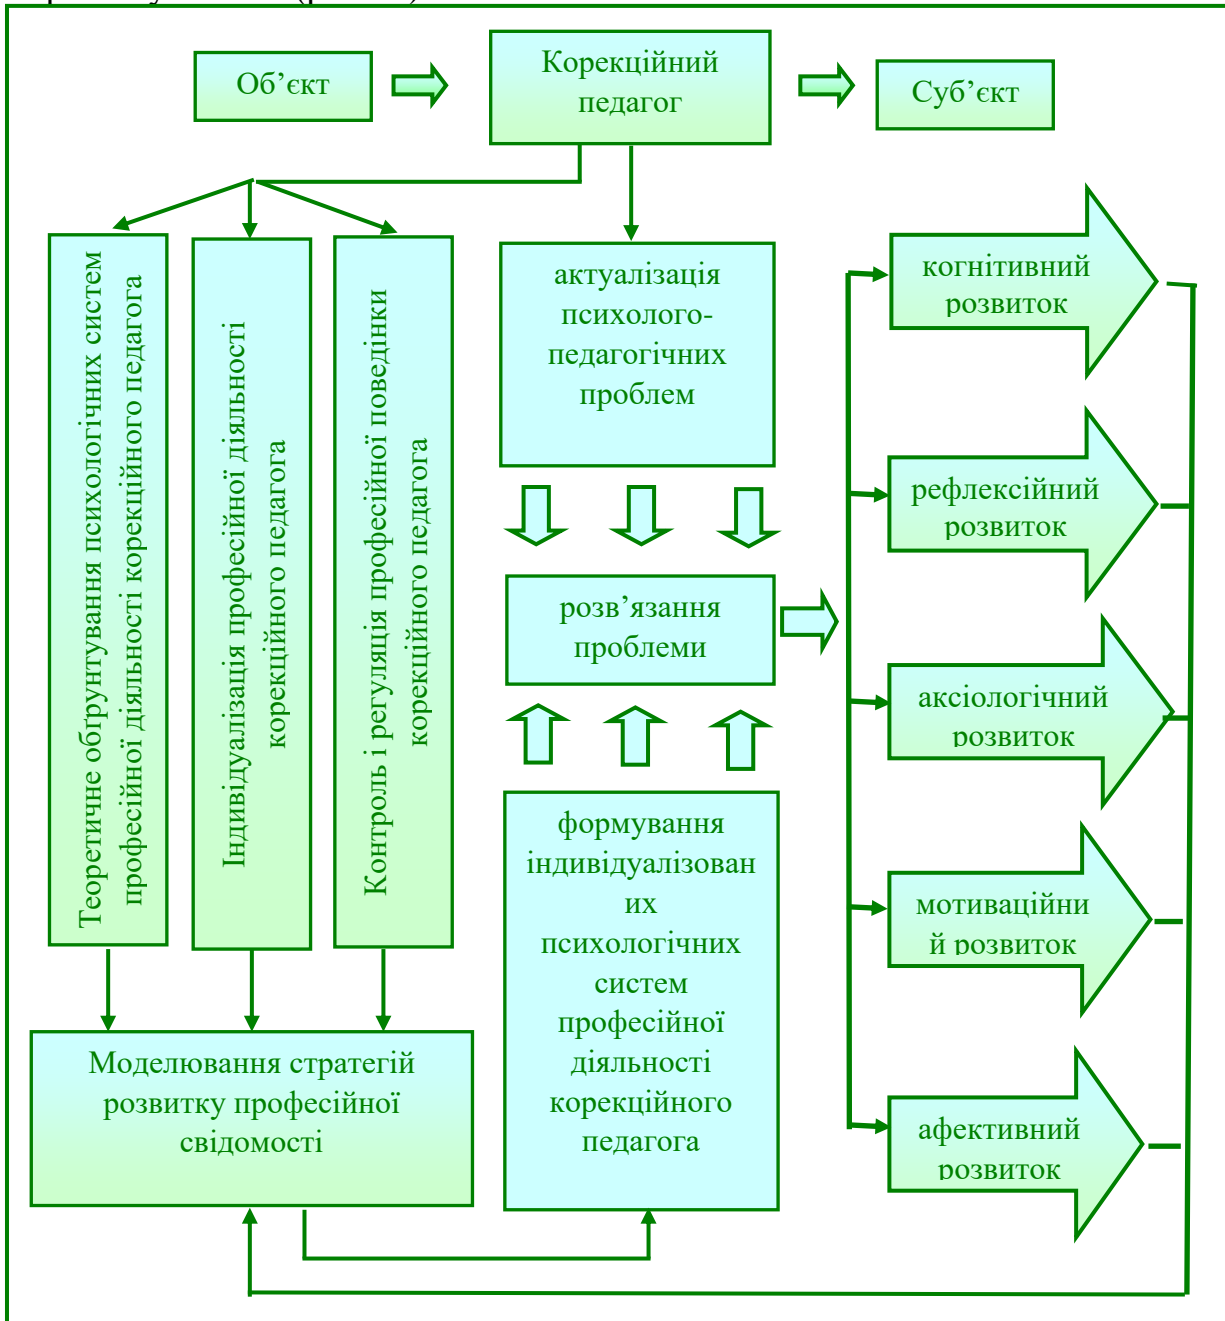 Об’єкт
Корекційний
педагог
Суб’єкт
Теоретичне обґрунтування психологічних систем
професійної діяльності корекційного педагога
Індивідуалізація професійної діяльності
корекційного педагога
Контроль і регуляція професійної поведінки
корекційного педагога
актуалізація
психолого-
педагогічних
проблем
розв’язання
проблеми
формування
індивідуалізован
их
психологічних
систем
професійної
діяльності
корекційного
педагога
Моделювання стратегій
розвитку професійної
свідомості
когнітивний
розвиток
рефлексійний
розвиток
аксіологічний
розвиток
мотиваційни
й розвиток
афективний
розвиток